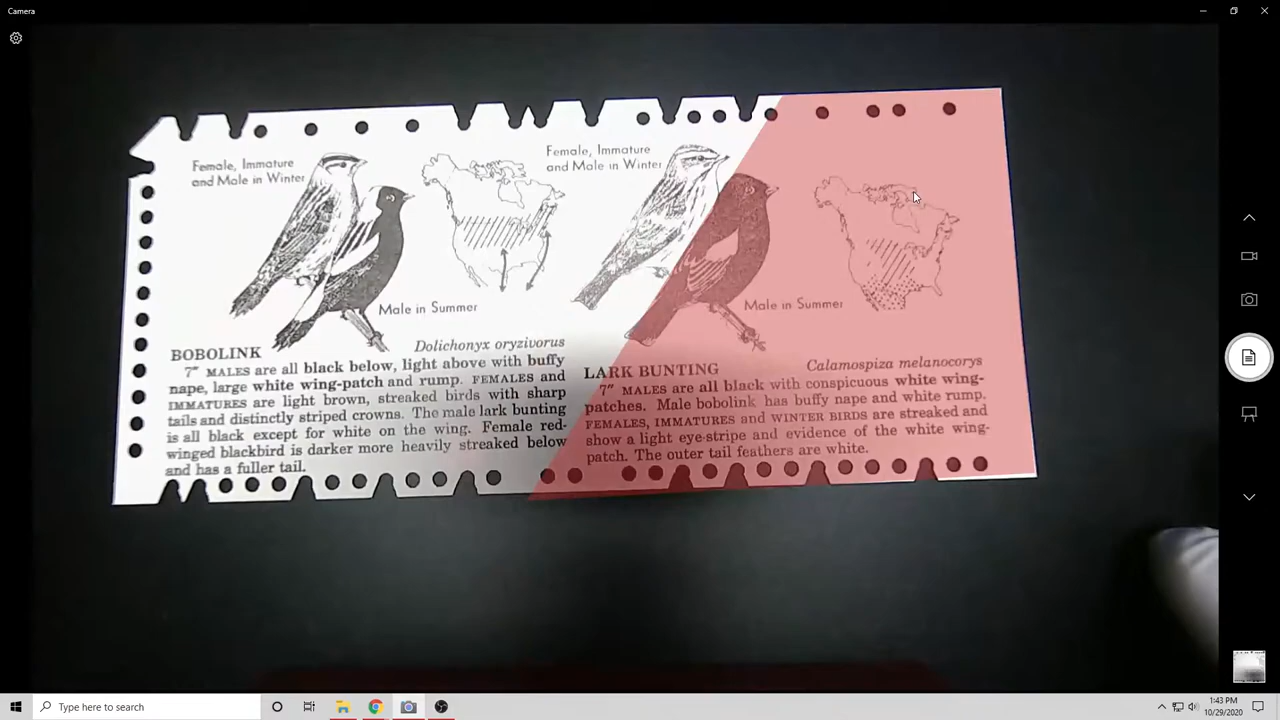 Camera
Female, Immature
and Male in Winter
Male in Summer
BOBOLINK
Dolichonyx oryzivorus
7" MALES are all black below, light above with buffy
nape, large white wing-patch and rump. FEMALES and
IMMATURES are light brown, streaked birds with sharp
tails and distinctly striped crowns. The male lark bunting
is all black except for white on the wing. Female red-
winged blackbird is darker more heavily streaked below
and has a fuller tail.
Female, Immature
and Male in Winter
Male in Summer
LARK BUNTING
Calamospiza melanocorys
7" MALES are all black with conspicuous white wing-
patches. Male bobolink has buffy nape and white rump.
FEMALES, IMMATURES and WINTER BIRDS are streaked and
show a light eye-stripe and evidence of the white wing-
patch. The outer tail feathers are white.
Type here to search
1:43 PM
10/29/2020